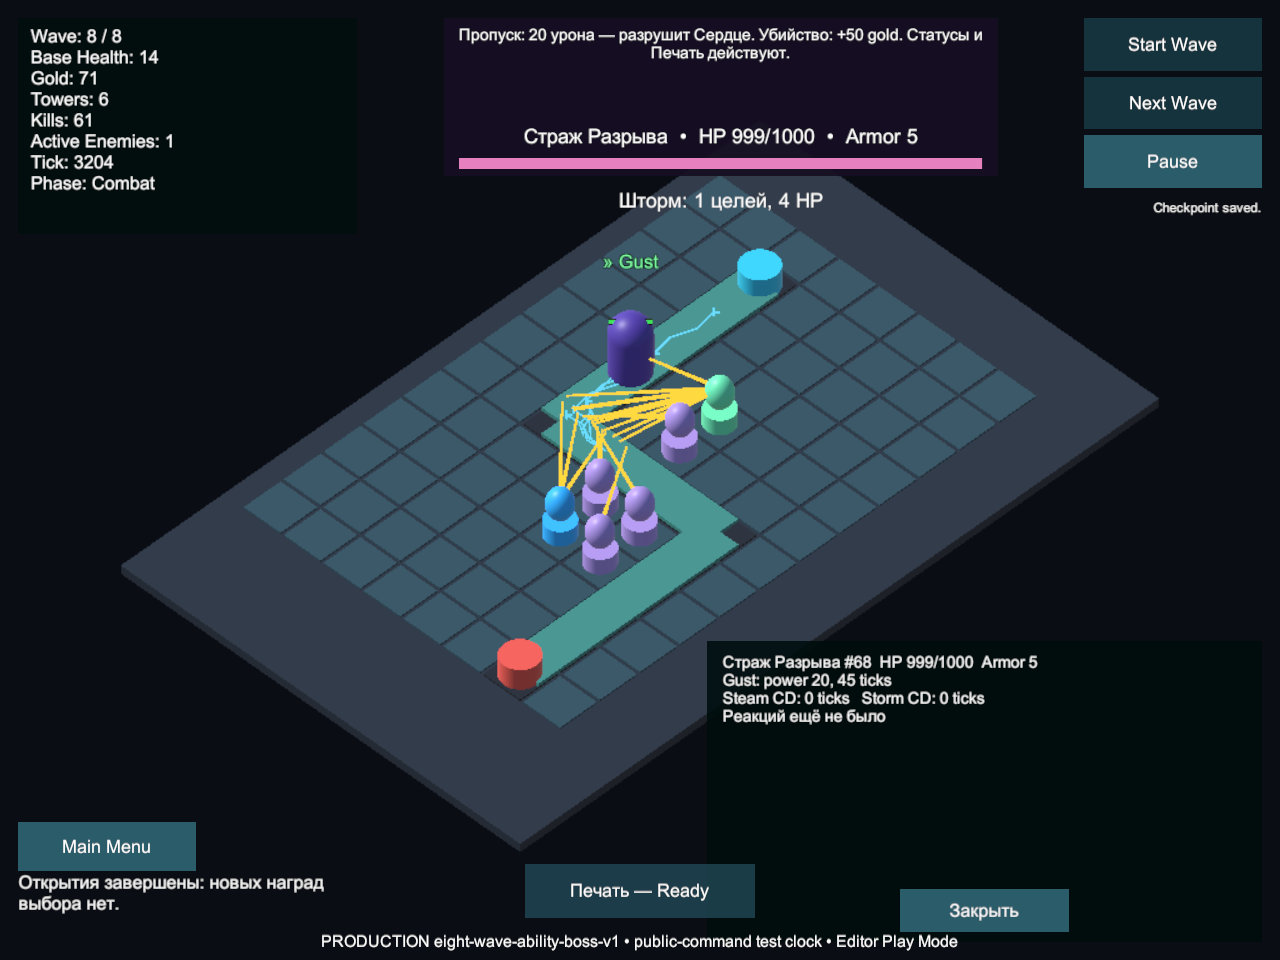 Wave: 8 / 8
Base Health: 14
Gold: 71
Towers: 6
Kills: 61
Active Enemies: 1
Tick: 3204
Phase: Combat
Пропуск: 20 урона — разрушит Сердце. Убийство: +50 gold. Статусы и
Печать действуют.
Страж Разрыва • HP 999/1000 • Armor 5
Start Wave
Next Wave
Pause
Checkpoint saved.
Шторм: 1 целей, 4 HP
» Gust
Страж Разрыва #68 HP 999/1000 Armor 5
Gust: power 20, 45 ticks
Steam CD: 0 ticks Storm CD: 0 ticks
Реакций ещё не было
Main Menu
Открытия завершены: новых наград
выбора нет.
Печать — Ready
Закрыть
PRODUCTION eight-wave-ability-boss-v1 • public-command test clock • Editor Play Mode